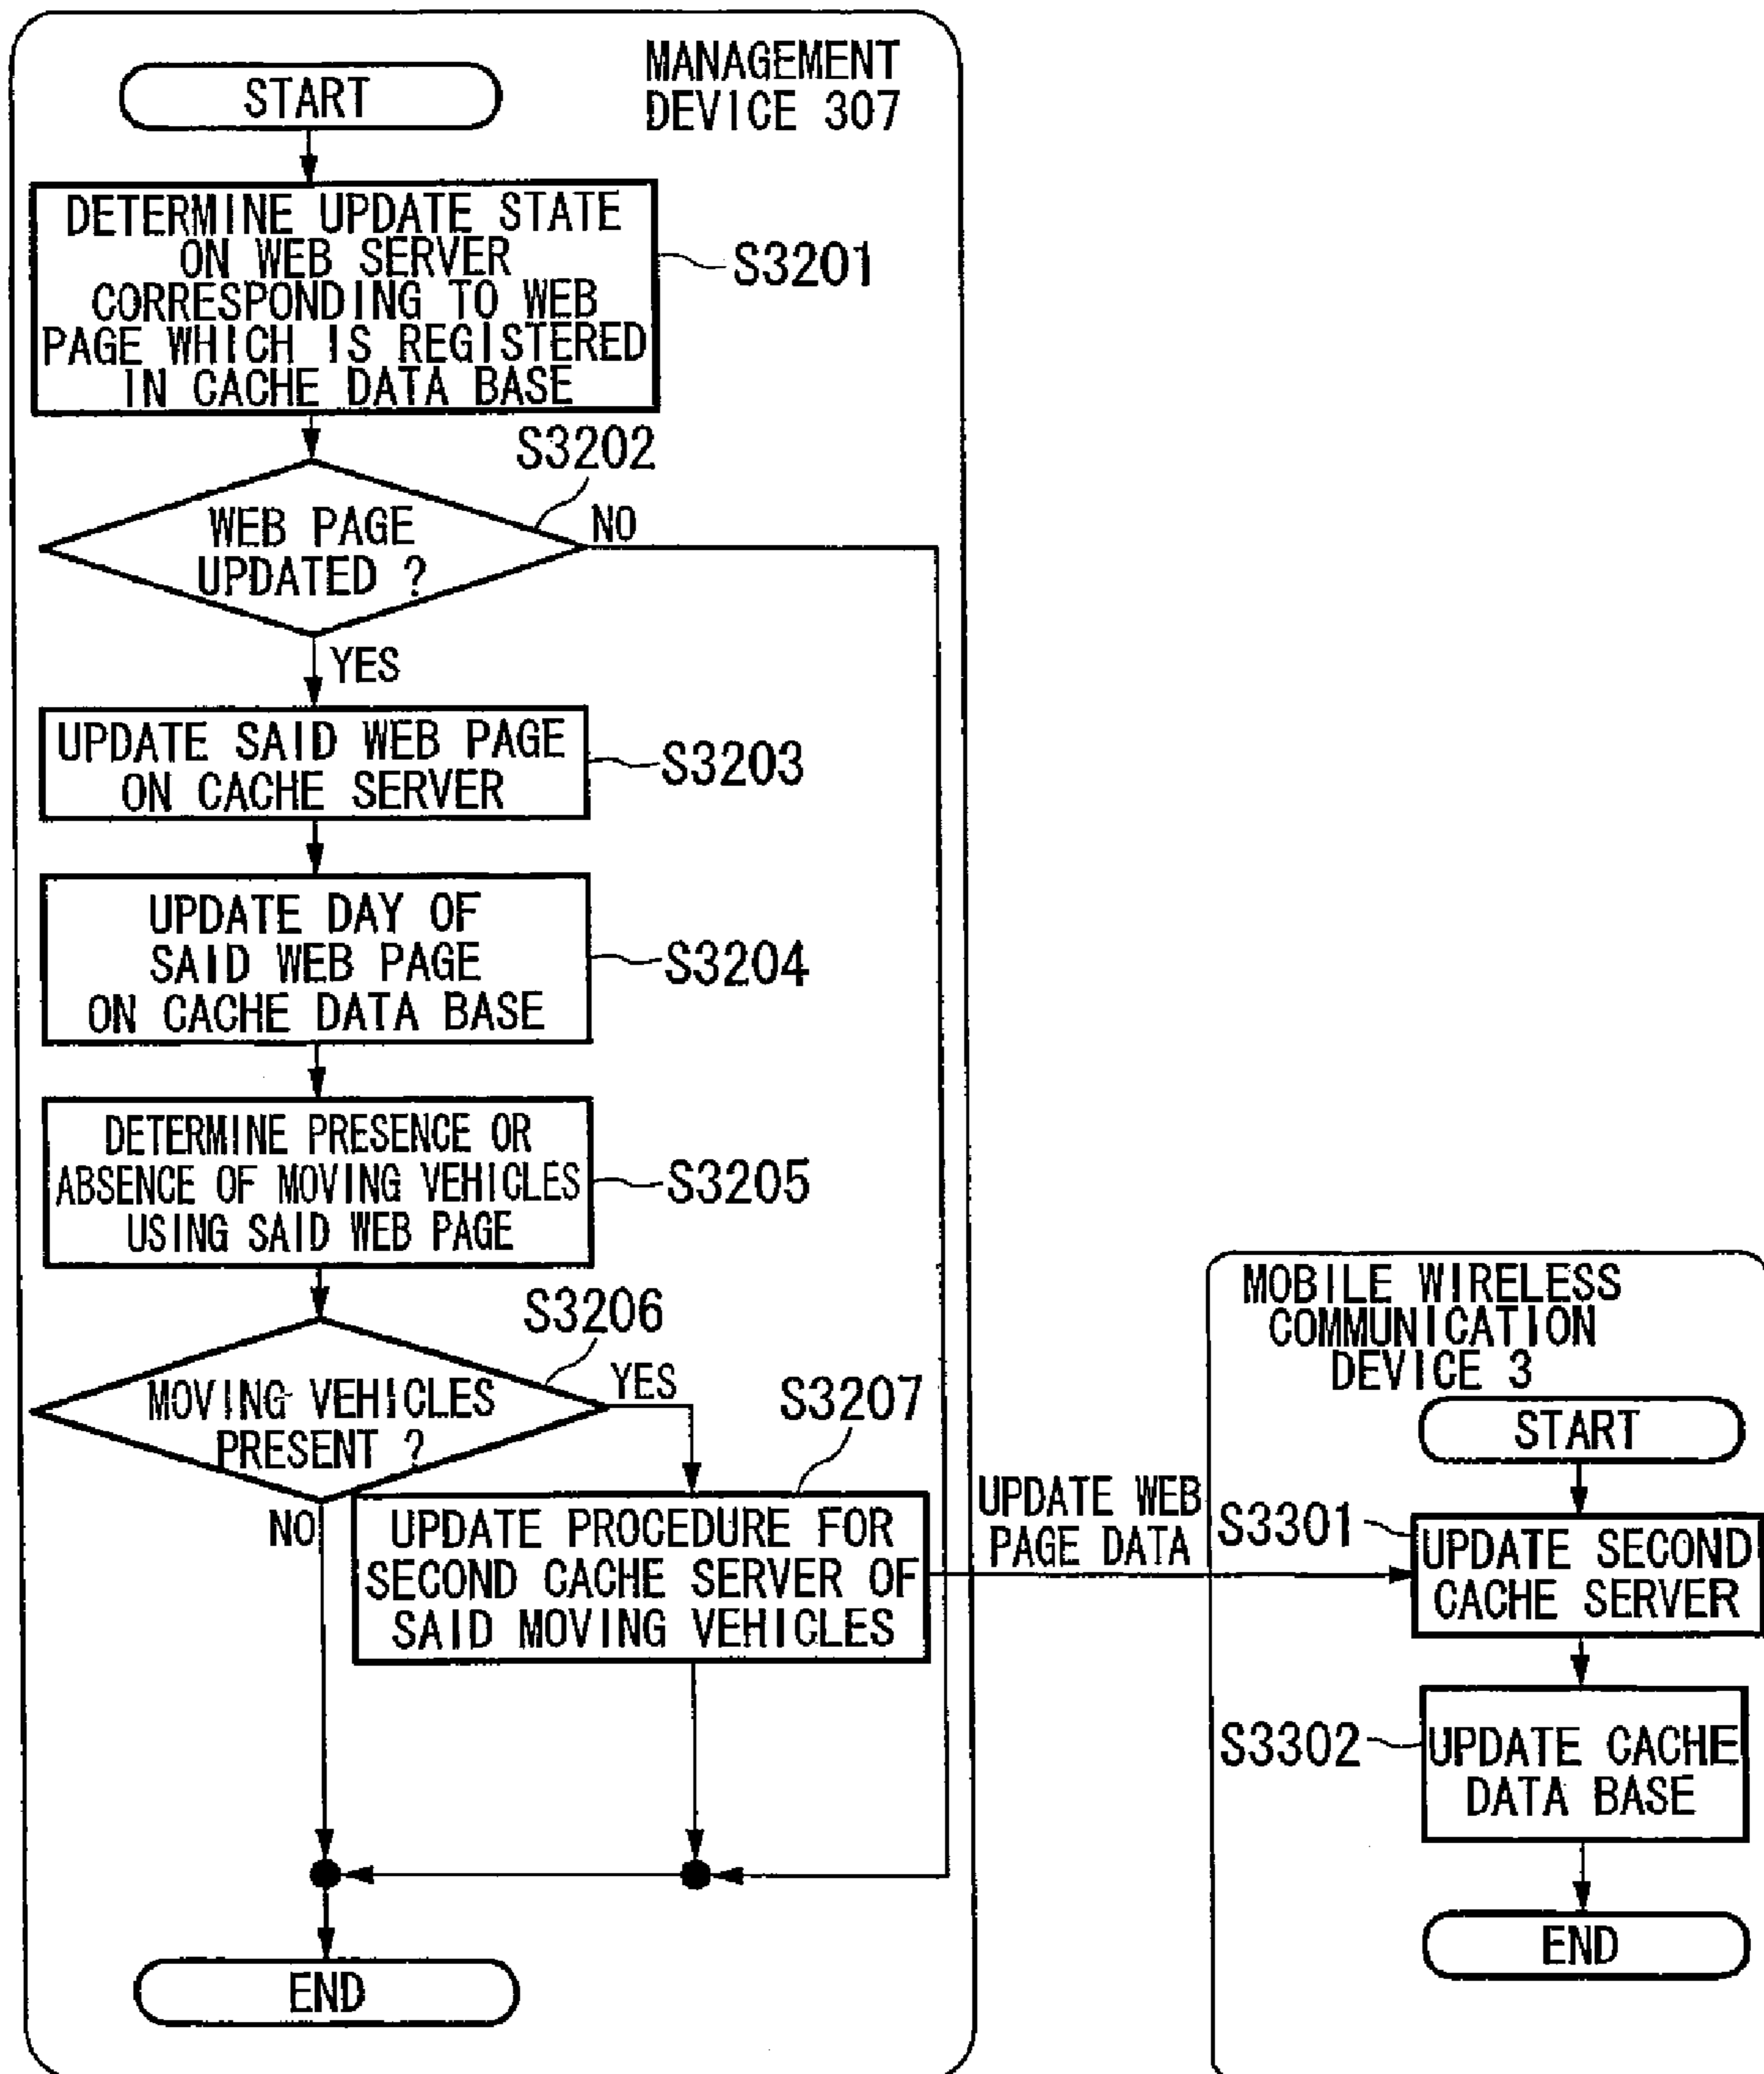 MANAGEMENT
DEVICE 307
START
DETERMINE UPDATE STATE
ON WEB SERVER
CORRESPONDING TO WEB
PAGE WHICH IS REGISTERED
IN CACHE DATA BASE
S3201
S3202
WEB PAGE
UPDATED ?
NO
YES
UPDATE SAID WEB PAGE
ON CACHE SERVER
S3203
UPDATE DAY OF
SAID WEB PAGE
ON CACHE DATA BASE
S3204
DETERMINE PRESENCE OR
ABSENCE OF MOVING VEHICLES
USING SAID WEB PAGE
S3205
S3206
MOVING VEHICLES
PRESENT ?
YES
NO
S3207
UPDATE PROCEDURE FOR
SECOND CACHE SERVER OF
SAID MOVING VEHICLES
END
UPDATE WEB
PAGE DATA
MOBILE WIRELESS
COMMUNICATION
DEVICE 3
START
S3301
UPDATE SECOND
CACHE SERVER
S3302
UPDATE CACHE
DATA BASE
END